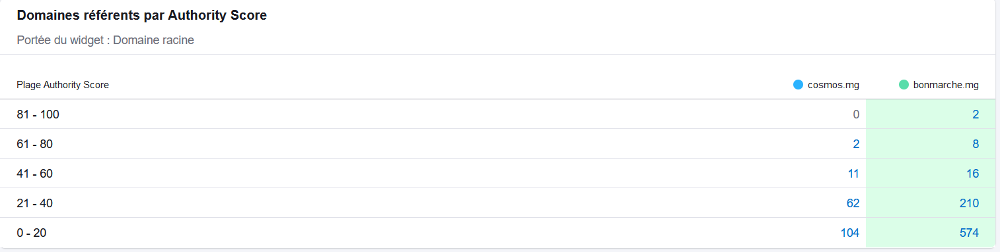 Domaines référents par Authority Score
Portée du widget : Domaine racine
Plage Authority Score cosmos.mg bonmarche.mg
81 - 100 0 2
61 - 80 2 8
41 - 60 11 16
21 - 40 62 210
0 - 20 104 574